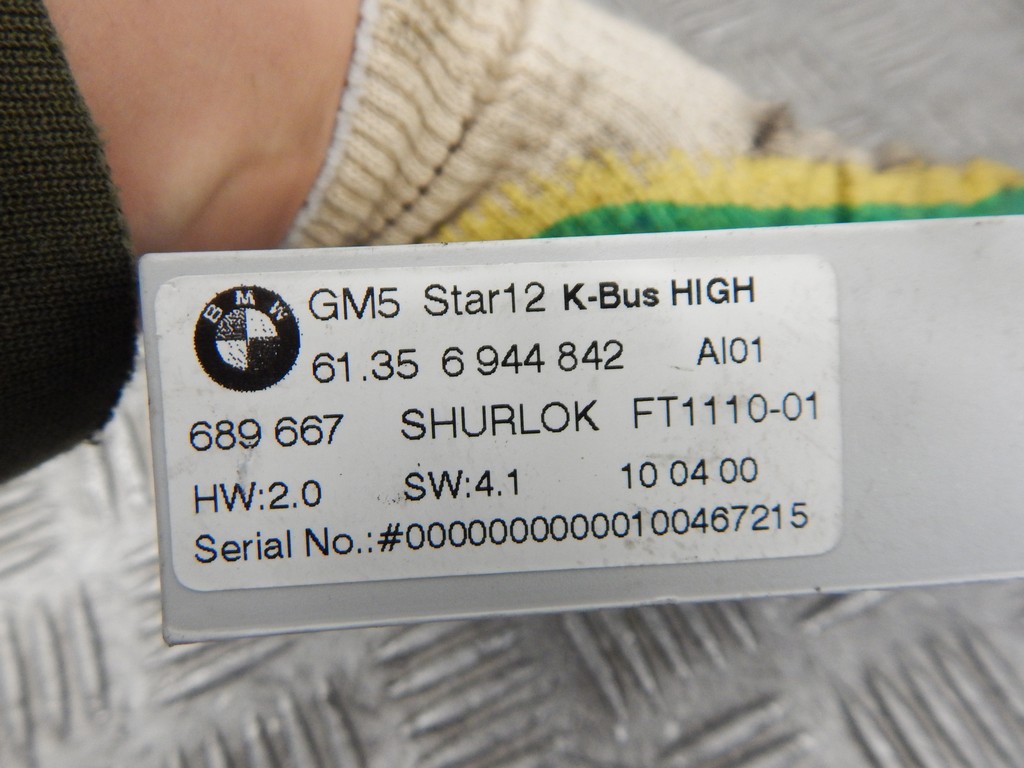 BMW
GM5 Star12 K-Bus HIGH
61.35 6 944 842 AI01
689 667 SHURLOK FT1110-01
HW:2.0 SW:4.1 10 04 00
Serial No.:#00000000000100467215